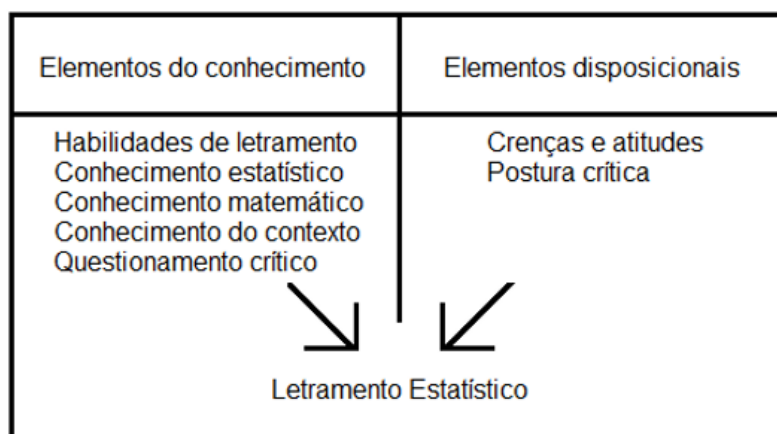 Elementos do conhecimento
Elementos disposicionais
Habilidades de letramento
Conhecimento estatístico
Conhecimento matemático
Conhecimento do contexto
Questionamento crítico
Crenças e atitudes
Postura crítica
Letramento Estatístico